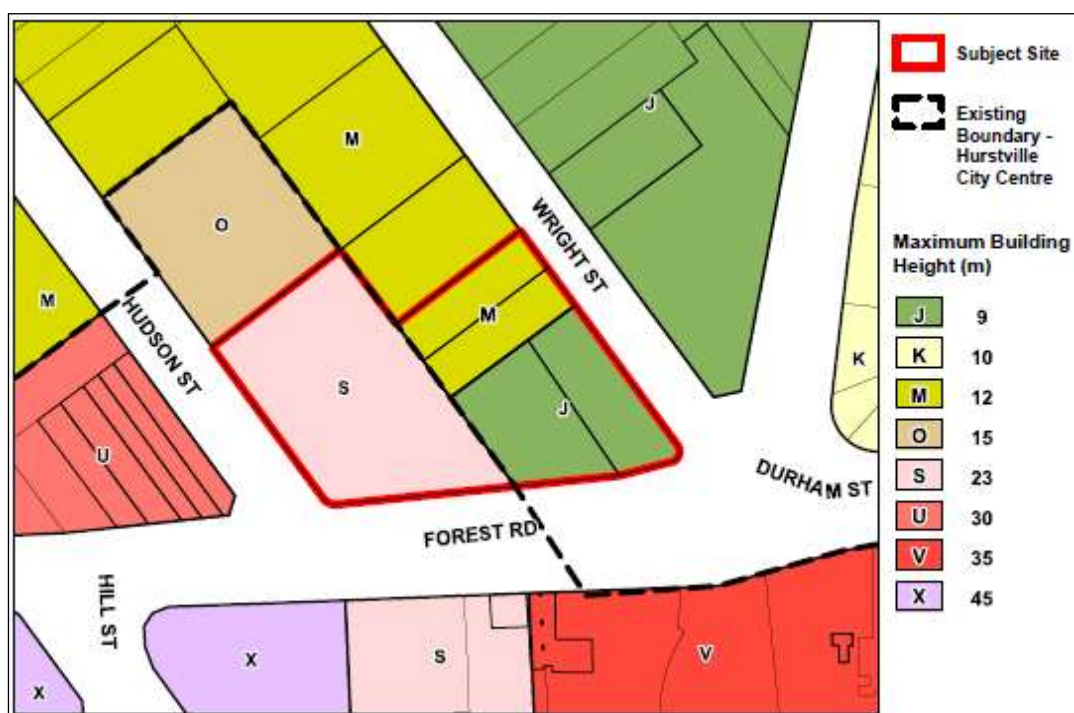 J
M
WRIGHT ST
O
M
HUDSON ST
M
K
S
J
U
DURHAM ST
FOREST RD
HILL ST
X
S
V
X
Subject Site
Existing
Boundary -
Hurstville
City Centre
Maximum Building
Height (m)
J 9
K 10
M 12
O 15
S 23
U 30
V 35
X 45